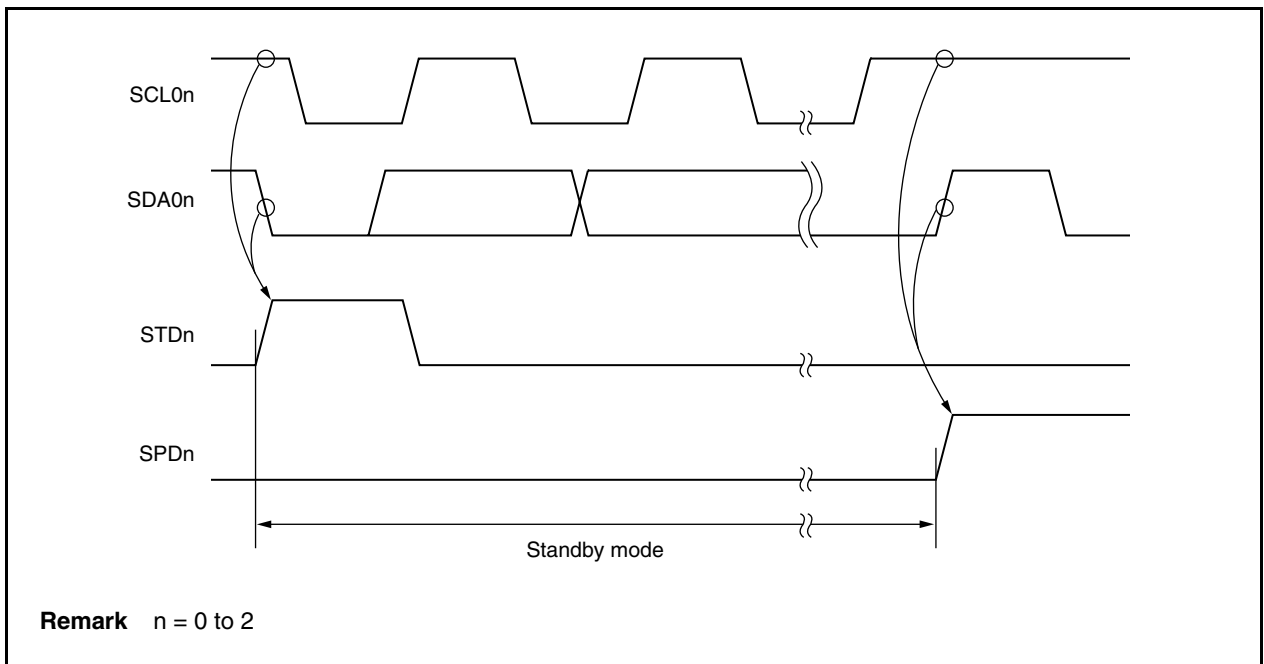 SCL0n
SDA0n
STDn
SPDn
Standby mode
Remark n = 0 to 2